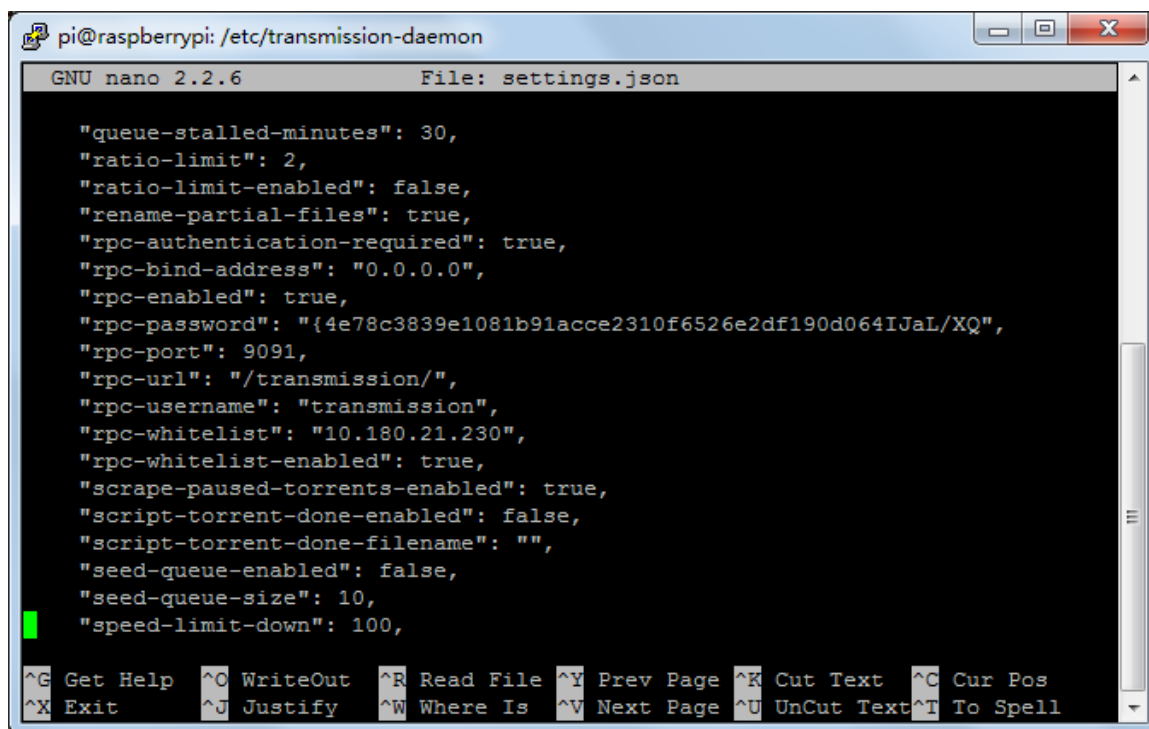 pi@raspberrypi: /etc/transmission-daemon
GNU nano 2.2.6 File: settings.json
"queue-stalled-minutes": 30,
"ratio-limit": 2,
"ratio-limit-enabled": false,
"rename-partial-files": true,
"rpc-authentication-required": true,
"rpc-bind-address": "0.0.0.0",
"rpc-enabled": true,
"rpc-password": "{4e78c3839e1081b91acce2310f6526e2df190d064IJaL/XQ",
"rpc-port": 9091,
"rpc-url": "/transmission/",
"rpc-username": "transmission",
"rpc-whitelist": "10.180.21.230",
"rpc-whitelist-enabled": true,
"scrape-paused-torrents-enabled": true,
"script-torrent-done-enabled": false,
"script-torrent-done-filename": "",
"seed-queue-enabled": false,
"seed-queue-size": 10,
"speed-limit-down": 100,
^G Get Help ^O WriteOut ^R Read File ^Y Prev Page ^K Cut Text ^C Cur Pos
^X Exit ^J Justify ^W Where Is ^V Next Page ^U UnCut Text^T To Spell